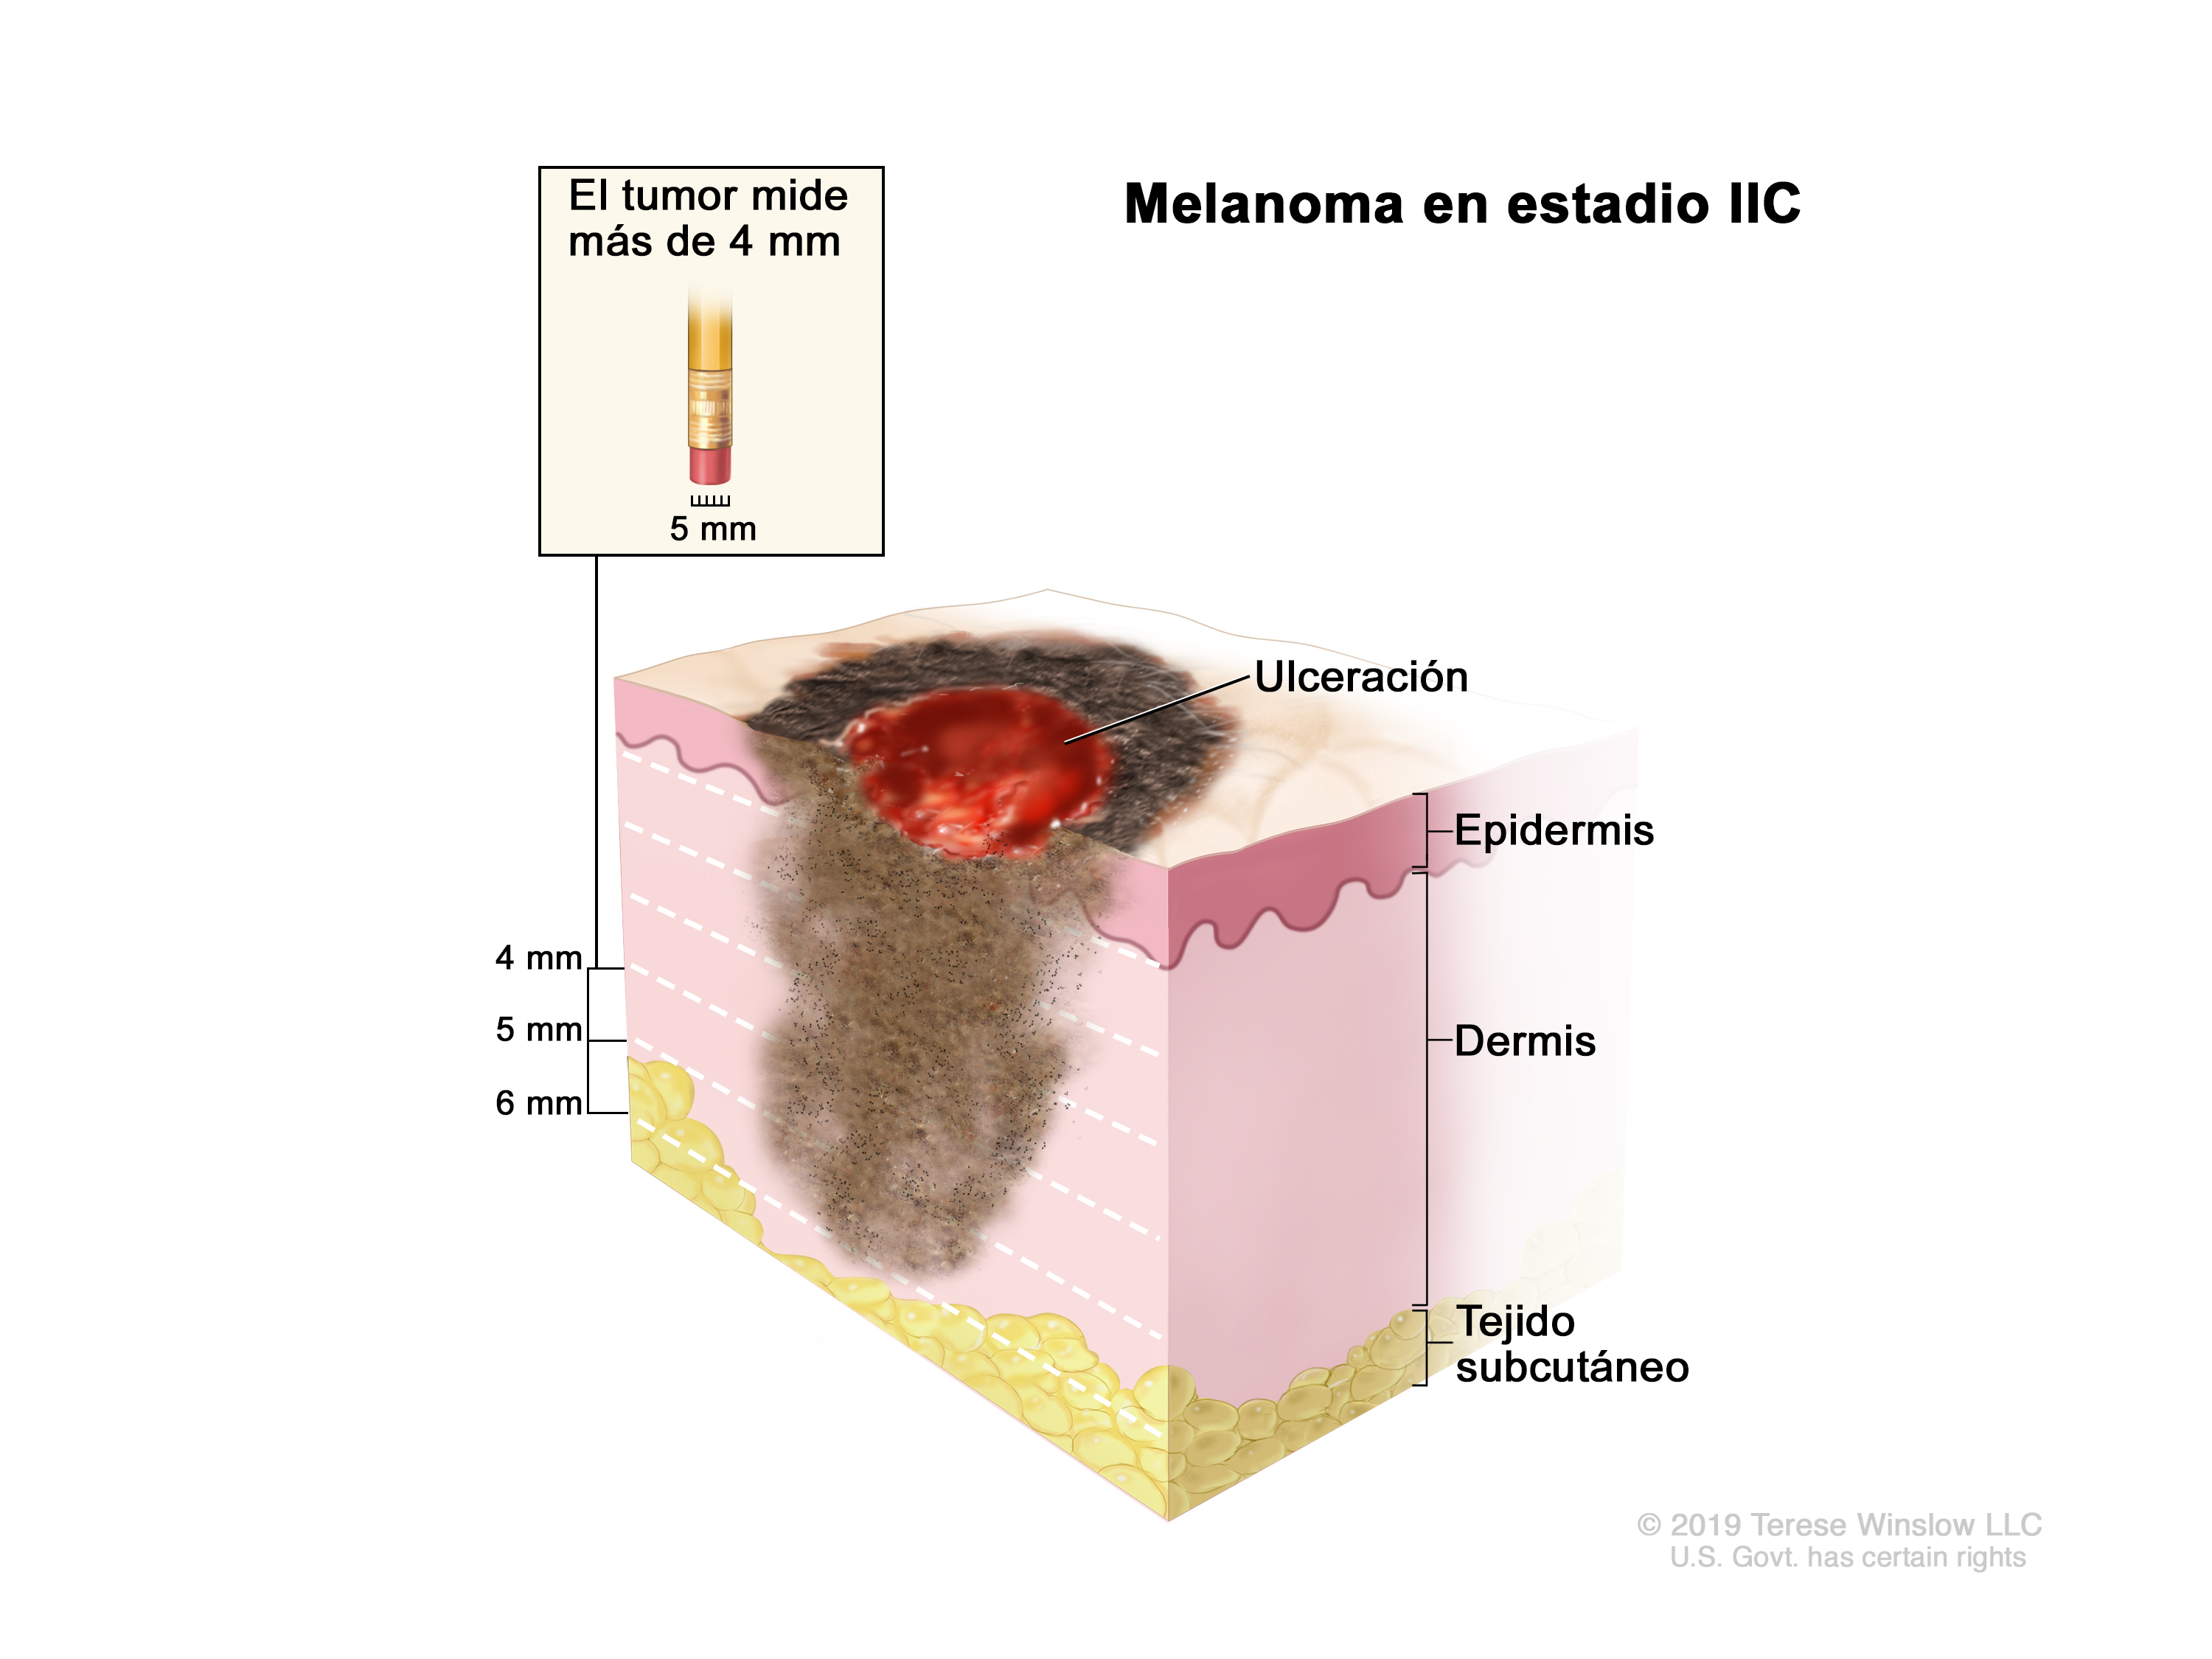 El tumor mide
más de 4 mm
5 mm
Melanoma en estadio IIC
Ulceración
Epidermis
4 mm
5 mm
6 mm
Dermis
Tejido
subcutáneo
© 2019 Terese Winslow LLC
U.S. Govt. has certain rights